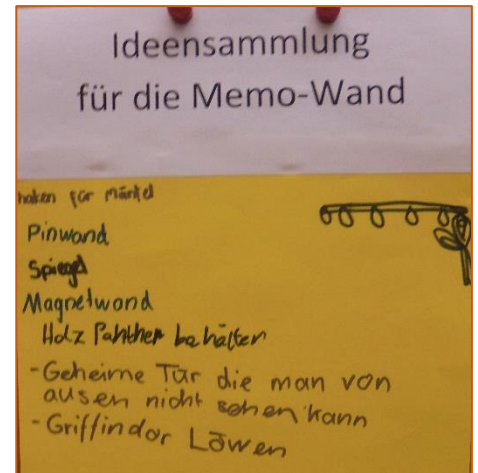 Ideensammlung
für die Memo-Wand
haken für Mäntel
Pinwand
Spiegel
Magnetwand
Holz Panther behälter
-Geheime Tür die man von
ausen nicht sehen kann
-Griffindor Löwen